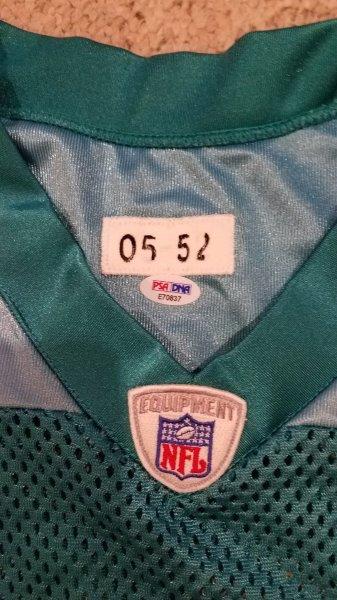 05 52
PSA DNA
E70837
EQUIPMENT
NFL